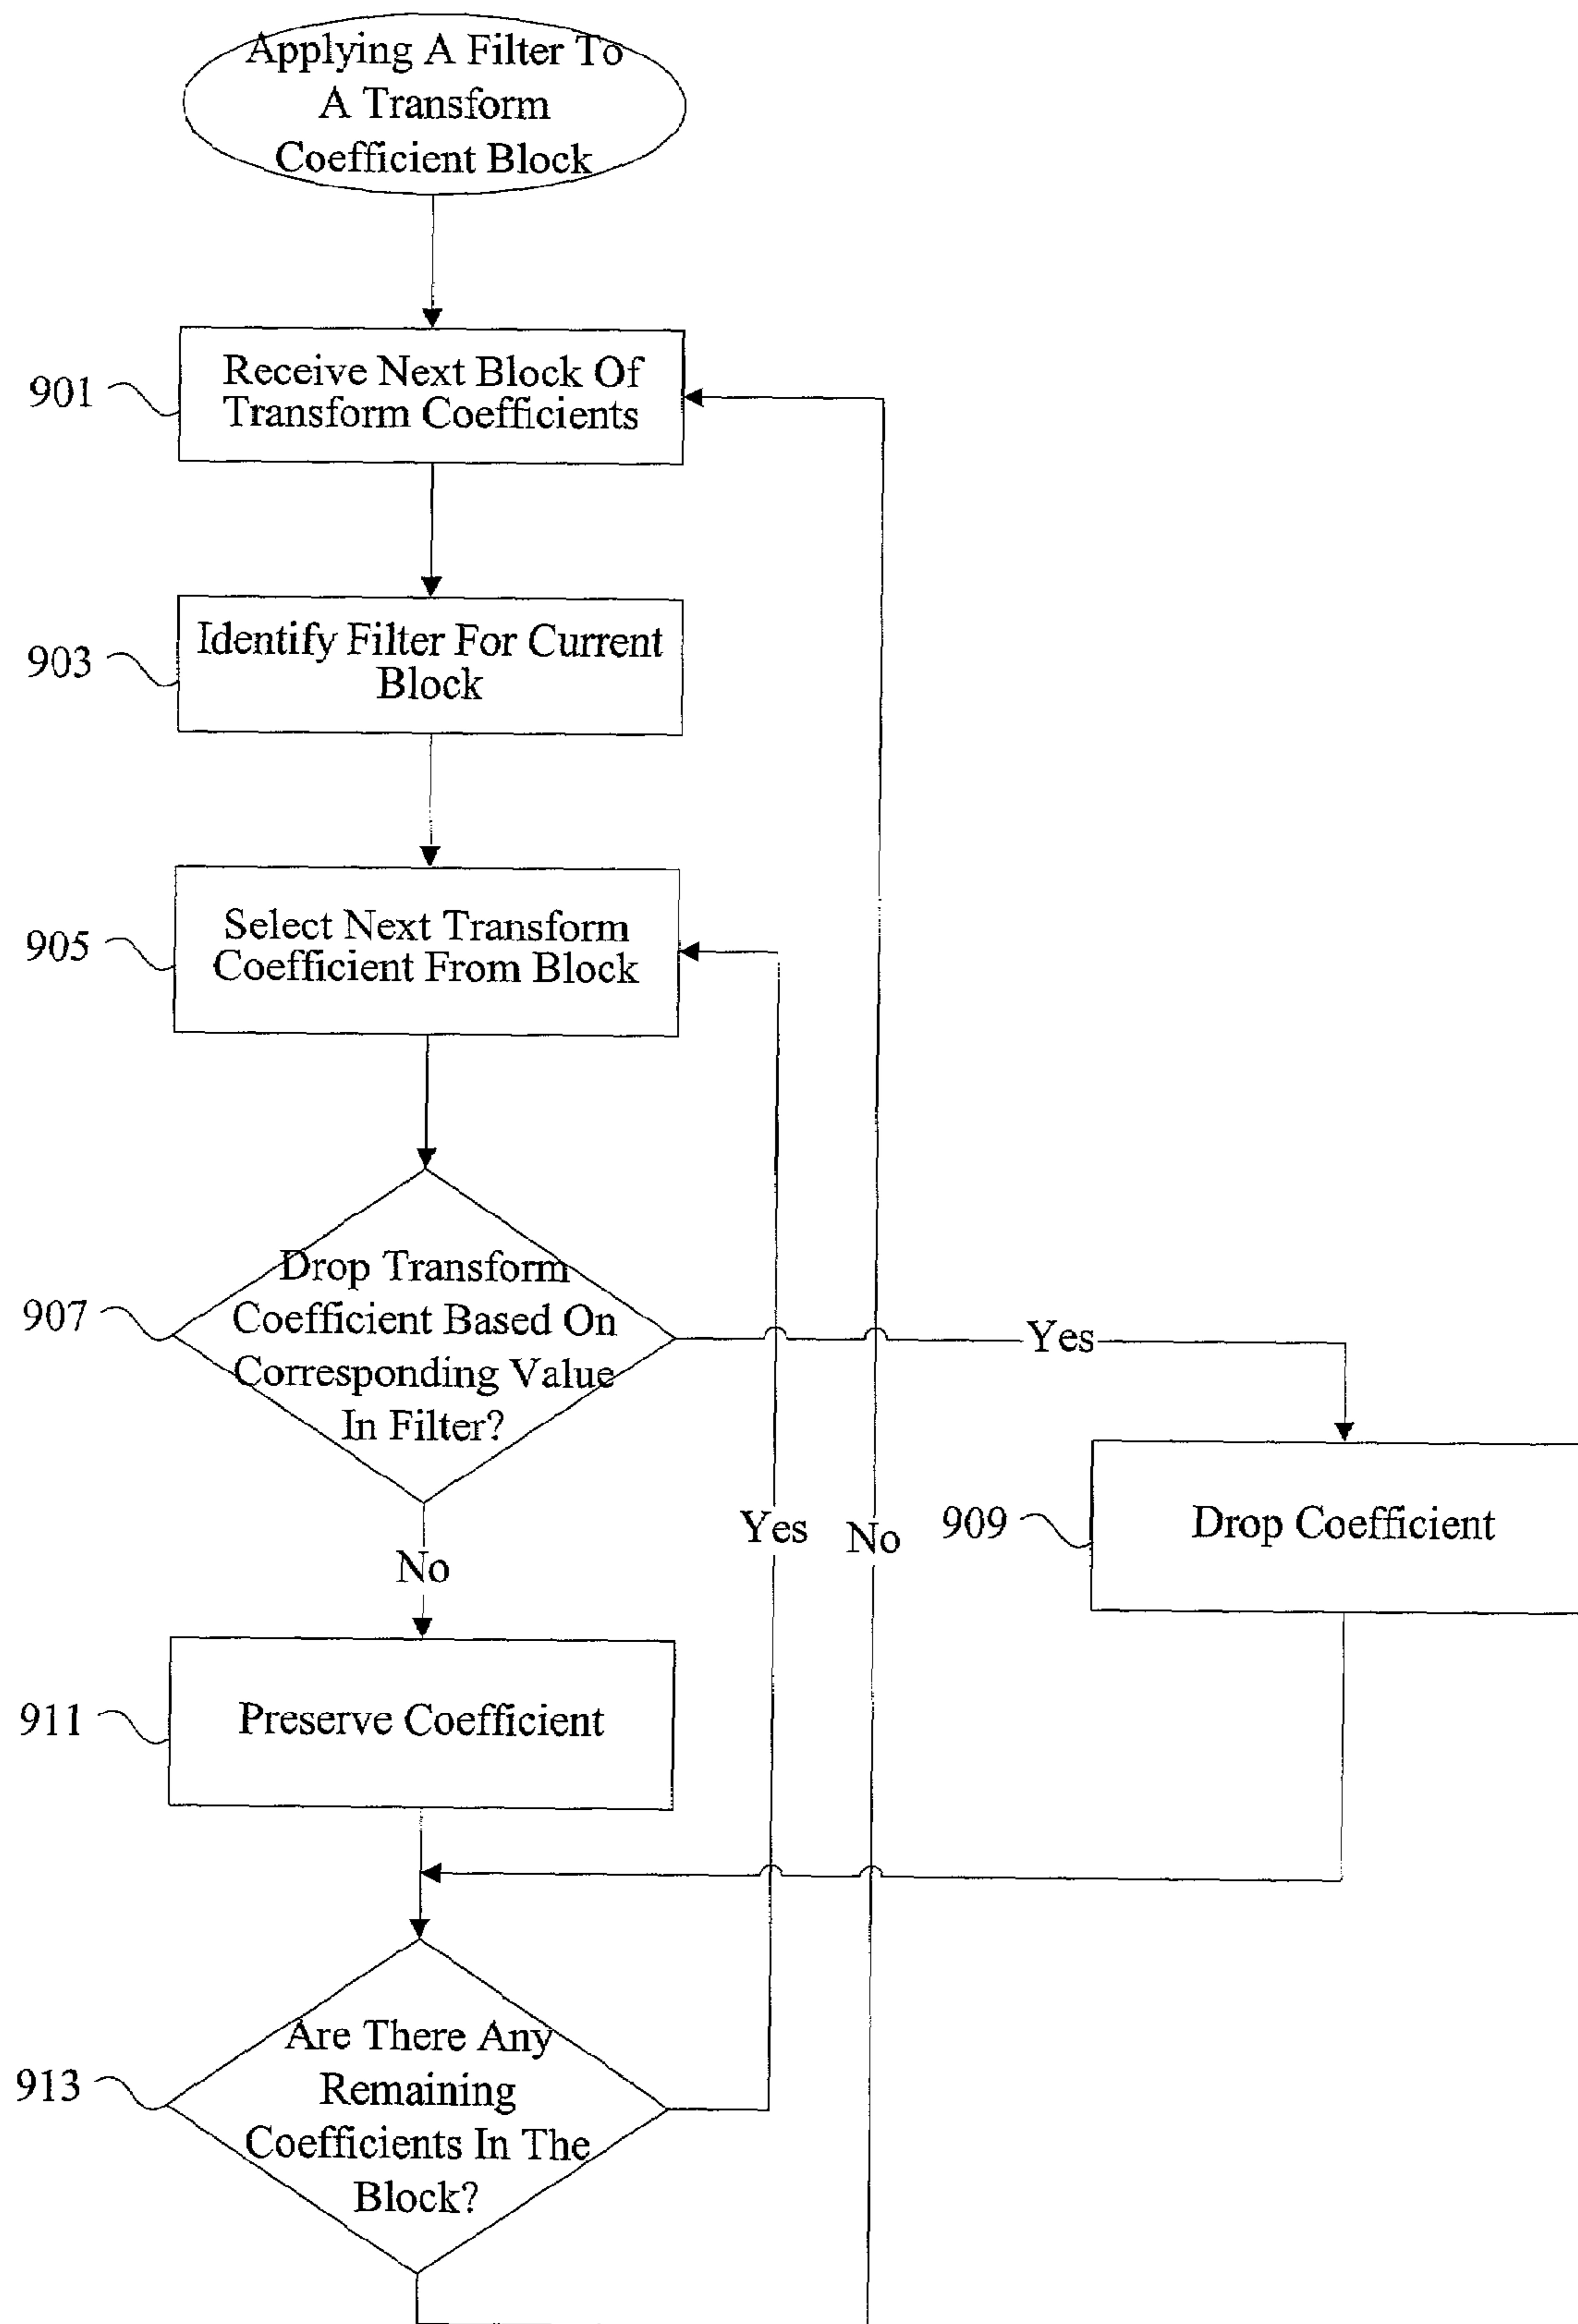 Applying A Filter To
A Transform
Coefficient Block
901
Receive Next Block Of
Transform Coefficients
903
Identify Filter For Current
Block
905
Select Next Transform
Coefficient From Block
907
Drop Transform
Coefficient Based On
Corresponding Value
In Filter?
Yes
No
Yes
No
909
Drop Coefficient
911
Preserve Coefficient
913
Are There Any
Remaining
Coefficients In The
Block?